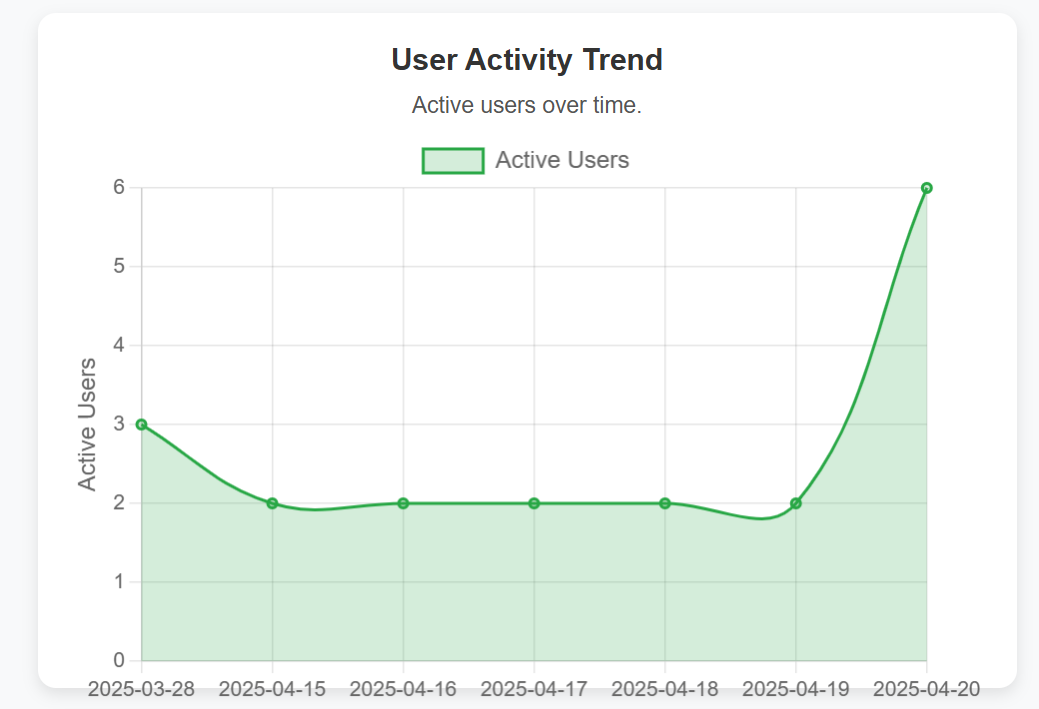 User Activity Trend
Active users over time.
Active Users
6
5
4
3
2
1
0
Active Users
2025-03-28 2025-04-15 2025-04-16 2025-04-17 2025-04-18 2025-04-19 2025-04-20